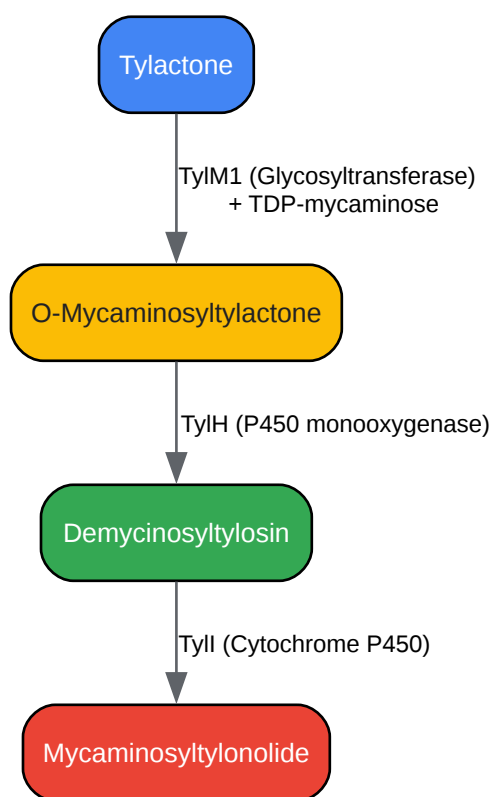 Tylactone
TylM1 (Glycosyltransferase)
+ TDP-mycaminose
O-Mycaminosyltylactone
TylH (P450 monooxygenase)
Demycinosyltylosin
TylI (Cytochrome P450)
Mycaminosyltylonolide